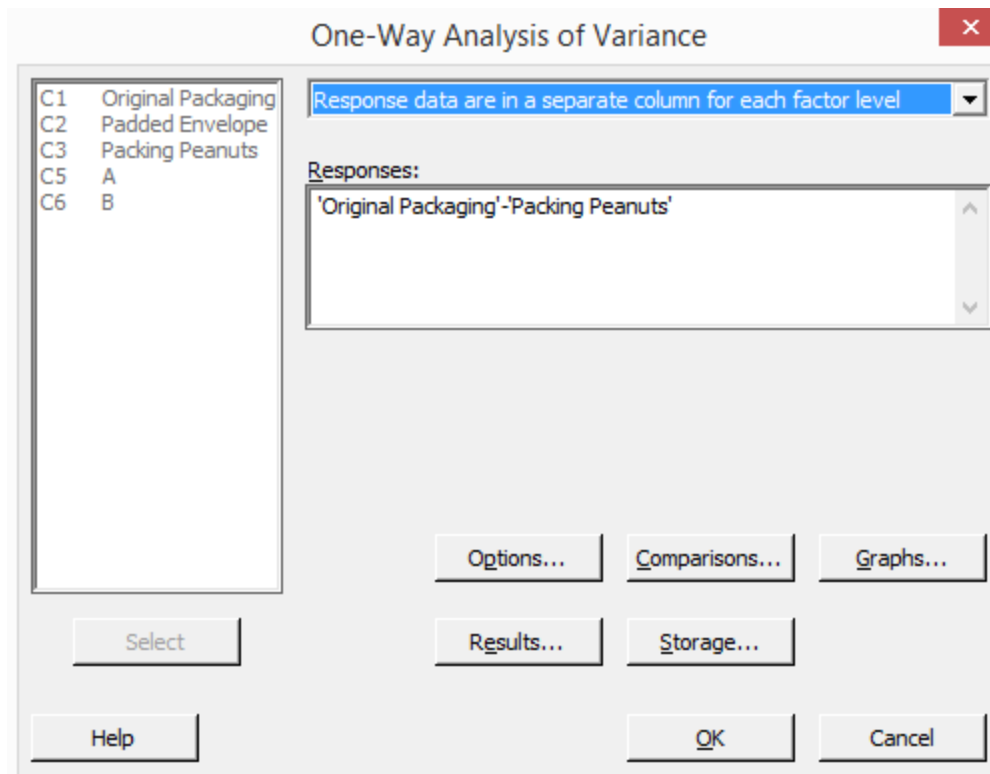 One-Way Analysis of Variance
C1 Original Packaging
C2 Padded Envelope
C3 Packing Peanuts
C5 A
C6 B
Response data are in a separate column for each factor level
Responses:
'Original Packaging'-'Packing Peanuts'
Options... Comparisons... Graphs...
Select Results... Storage...
Help OK Cancel